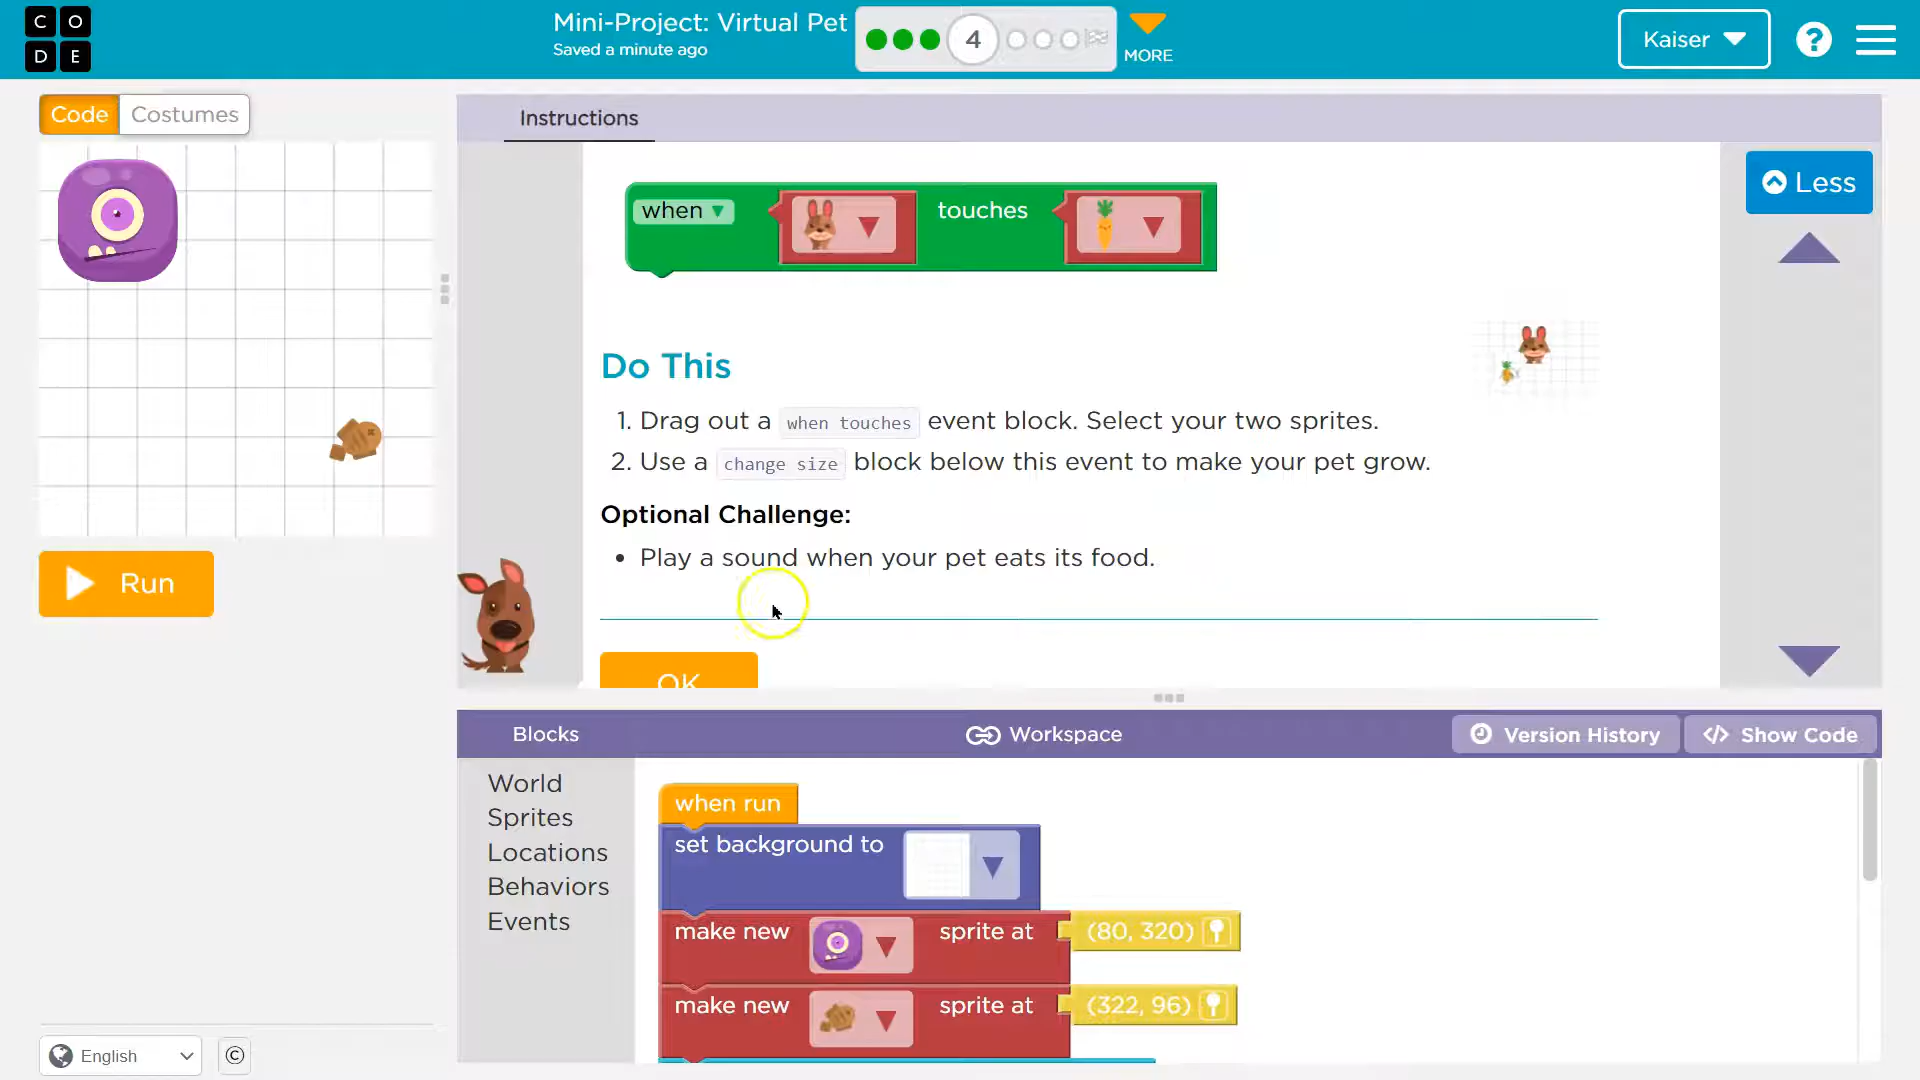 C O
D E
Mini-Project: Virtual Pet
Saved a minute ago
4
MORE
Kaiser
?
Code
Costumes
Instructions
Less
when
touches
Do This
1. Drag out a when touches event block. Select your two sprites.
2. Use a change size block below this event to make your pet grow.
Optional Challenge:
• Play a sound when your pet eats its food.
OK
Run
Blocks
Workspace
Version History
Show Code
World
Sprites
Locations
Behaviors
Events
when run
set background to
make new sprite at (80, 320)
make new sprite at (322, 96)
English
©